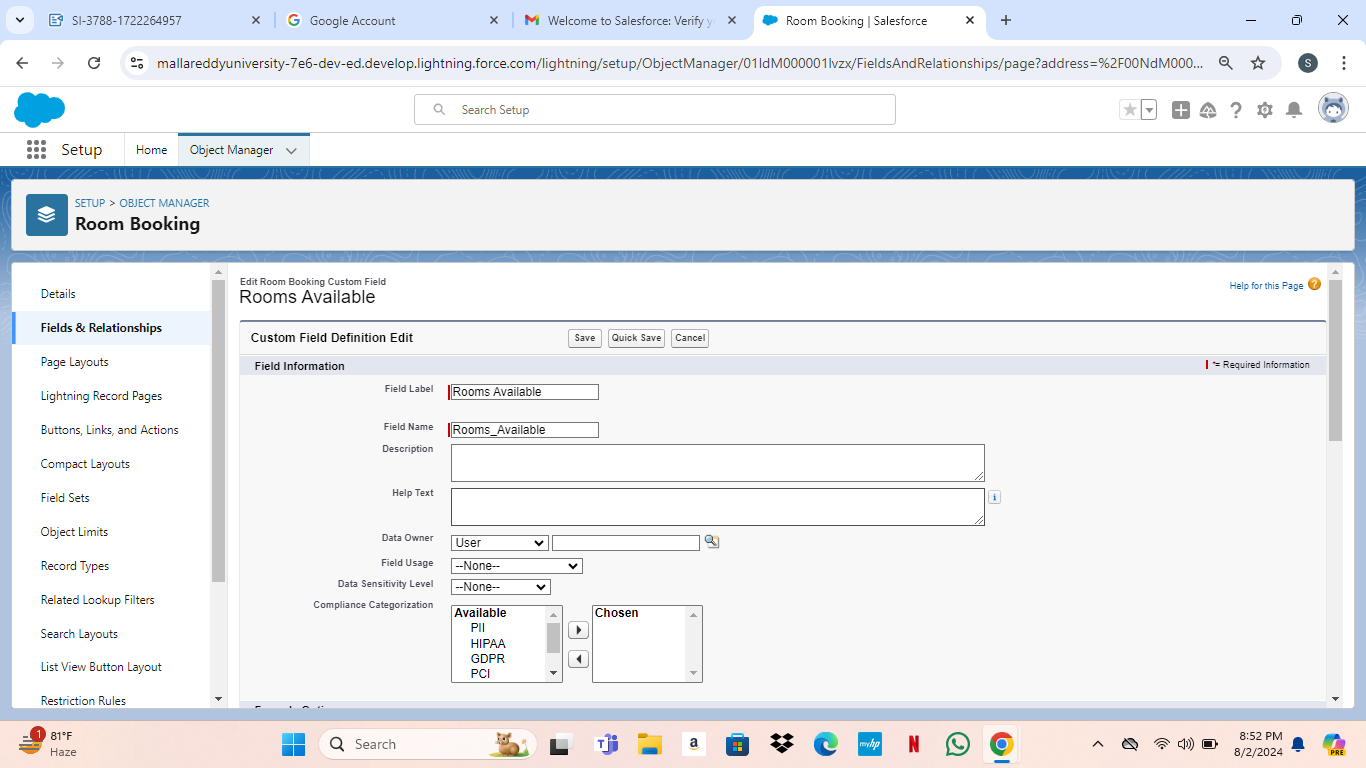 SI-3788-1722264957
Google Account
Welcome to Salesforce: Verify y
Room Booking | Salesforce
mallareddyuniversity-7e6-dev-ed.develop.lightning.force.com/lightning/setup/ObjectManager/01IdM000001lvzx/FieldsAndRelationships/page?address=%2F00NdM000...
S
Search Setup
Setup
Home
Object Manager
SETUP > OBJECT MANAGER
Room Booking
Details
Fields & Relationships
Page Layouts
Lightning Record Pages
Buttons, Links, and Actions
Compact Layouts
Field Sets
Object Limits
Record Types
Related Lookup Filters
Search Layouts
List View Button Layout
Restriction Rules
Edit Room Booking Custom Field
Rooms Available
Help for this Page
Custom Field Definition Edit
Save
Quick Save
Cancel
Field Information
*= Required Information
Field Label
Rooms Available
Field Name
Rooms_Available
Description
Help Text
i
Data Owner
User
Field Usage
--None--
Data Sensitivity Level
--None--
Compliance Categorization
Available
PII
HIPAA
GDPR
PCI
Chosen
1
81°F
Haze
Search
a
myhp
N
8:52 PM
8/2/2024
PRE